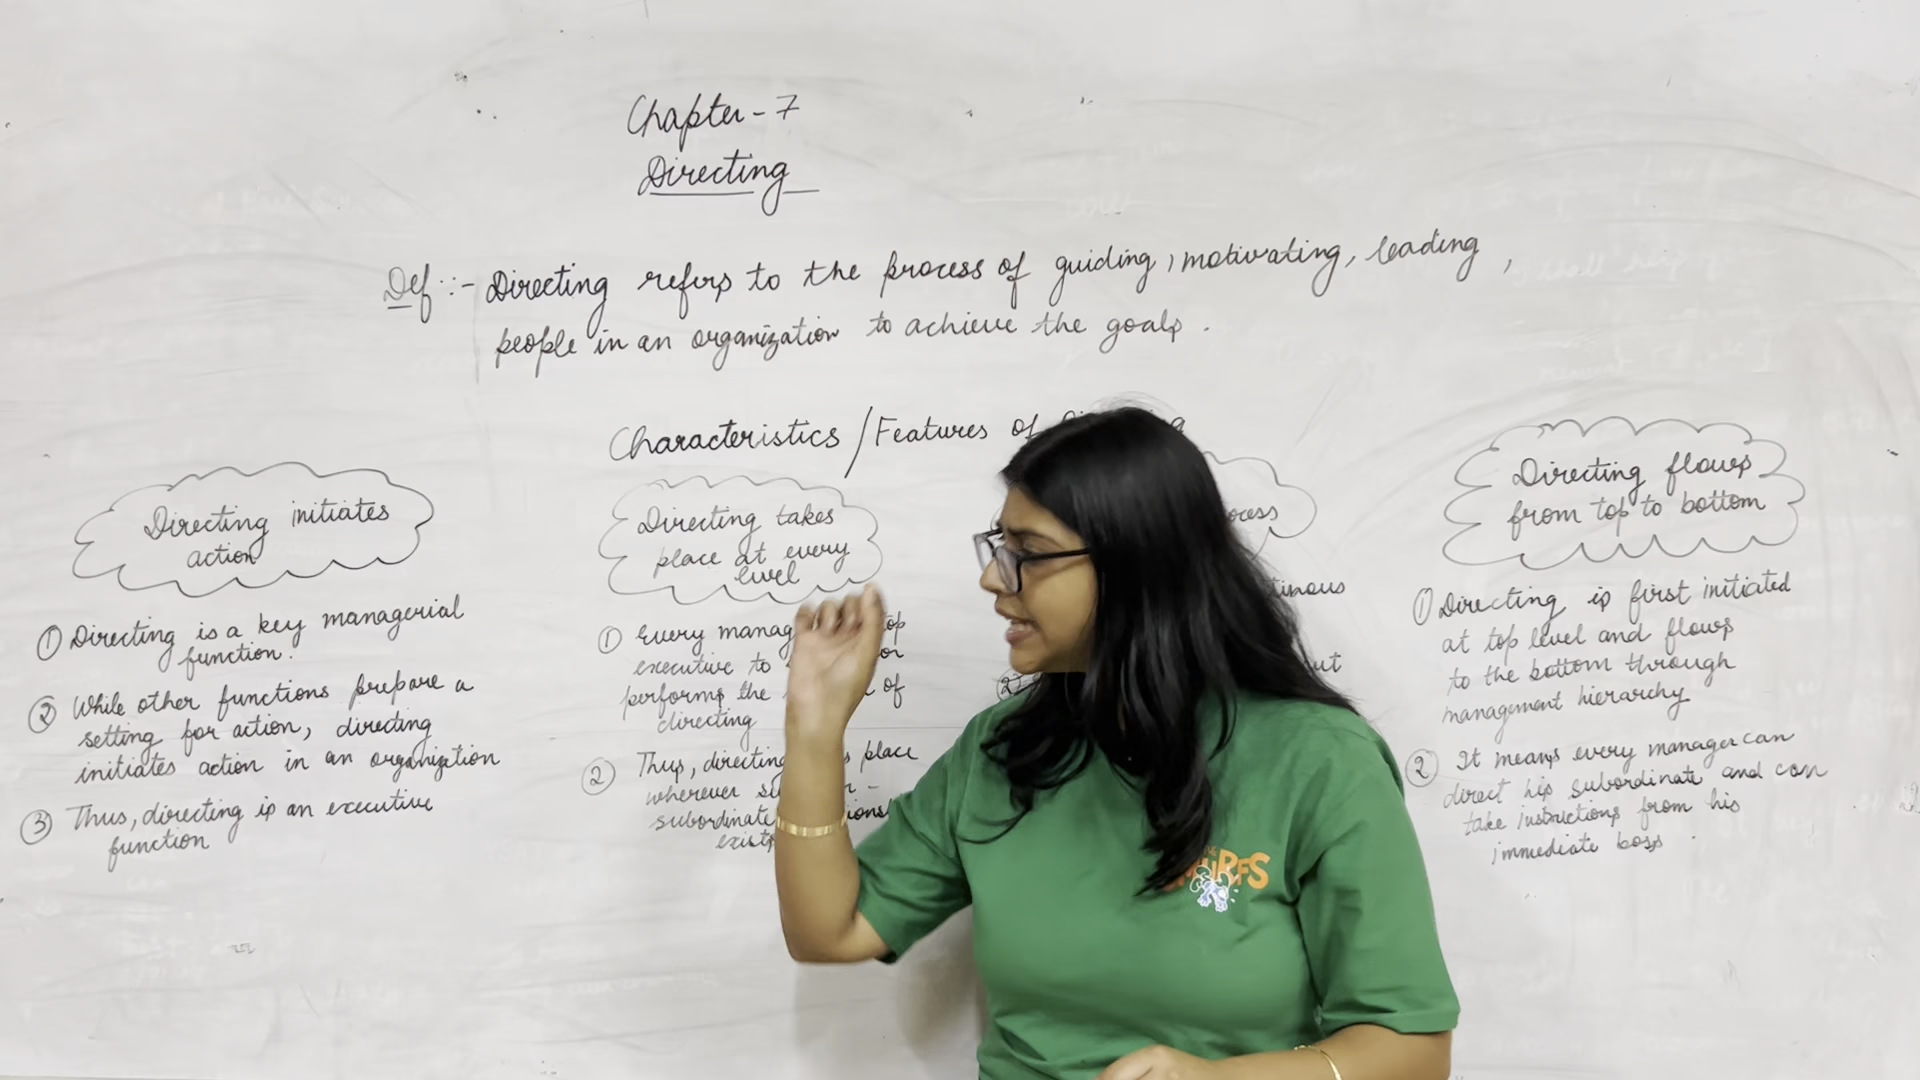 Chapter - 7
Directing
Def :- Directing refers to the process of guiding, motivating, leading,
people in an organization to achieve the goals.
Characteristics / Features of
Directing initiates
action
① Directing is a key managerial
function.
② While other functions prepare a
setting for action, directing
initiates action in an organization
③ Thus, directing is an executive
function
Directing takes
place at every
level
① Every
executive to
performs the of
directing
② Thus, directing place
wherever
subordinate
exists
②
Directing flows
from top to bottom
① Directing is first initiated
at top level and flows
to the bottom through
management hierarchy
② It means every manager can
direct his subordinate and can
take instructions from his
immediate boss.